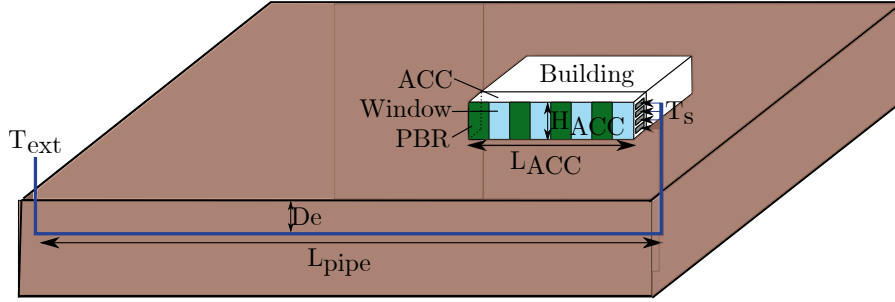 Building
ACC
Window
PBR
H_ACC
T_s
T_ext
L_ACC
De
L_pipe